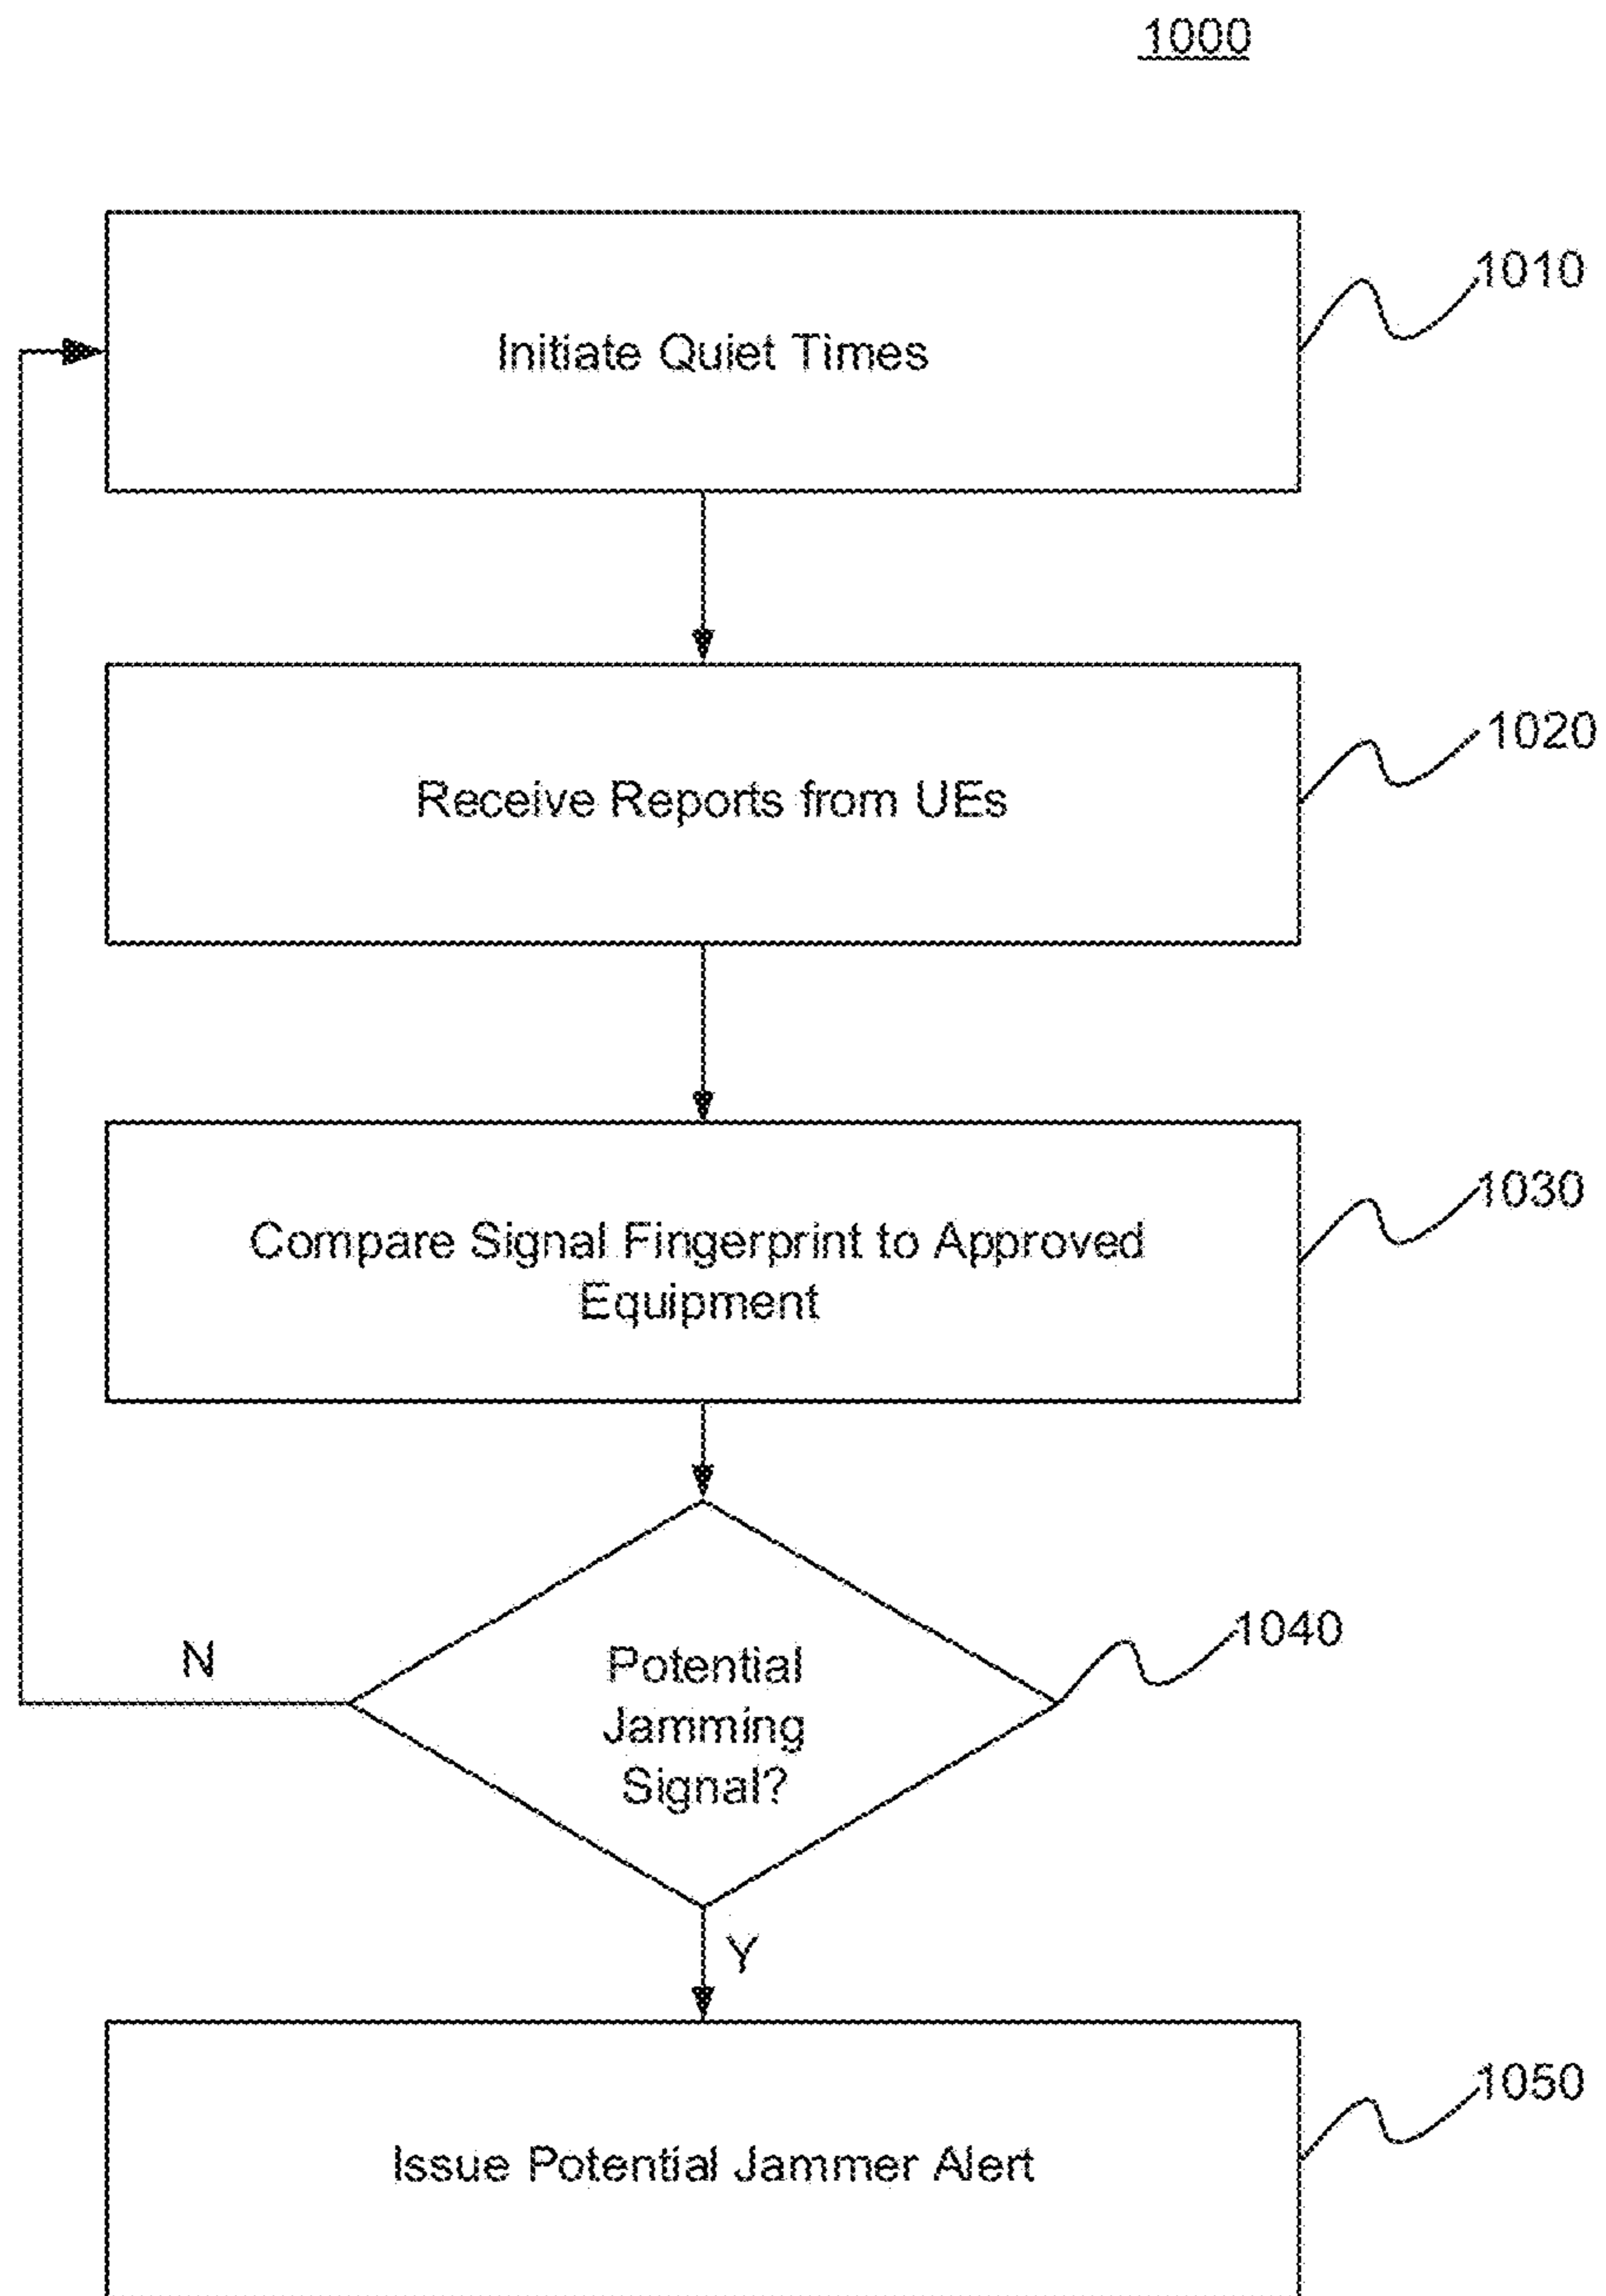 1000
Initiate Quiet Times
1010
Receive Reports from UEs
1020
Compare Signal Fingerprint to Approved
Equipment
1030
Potential
Jamming
Signal?
1040
N
Y
Issue Potential Jammer Alert
1050